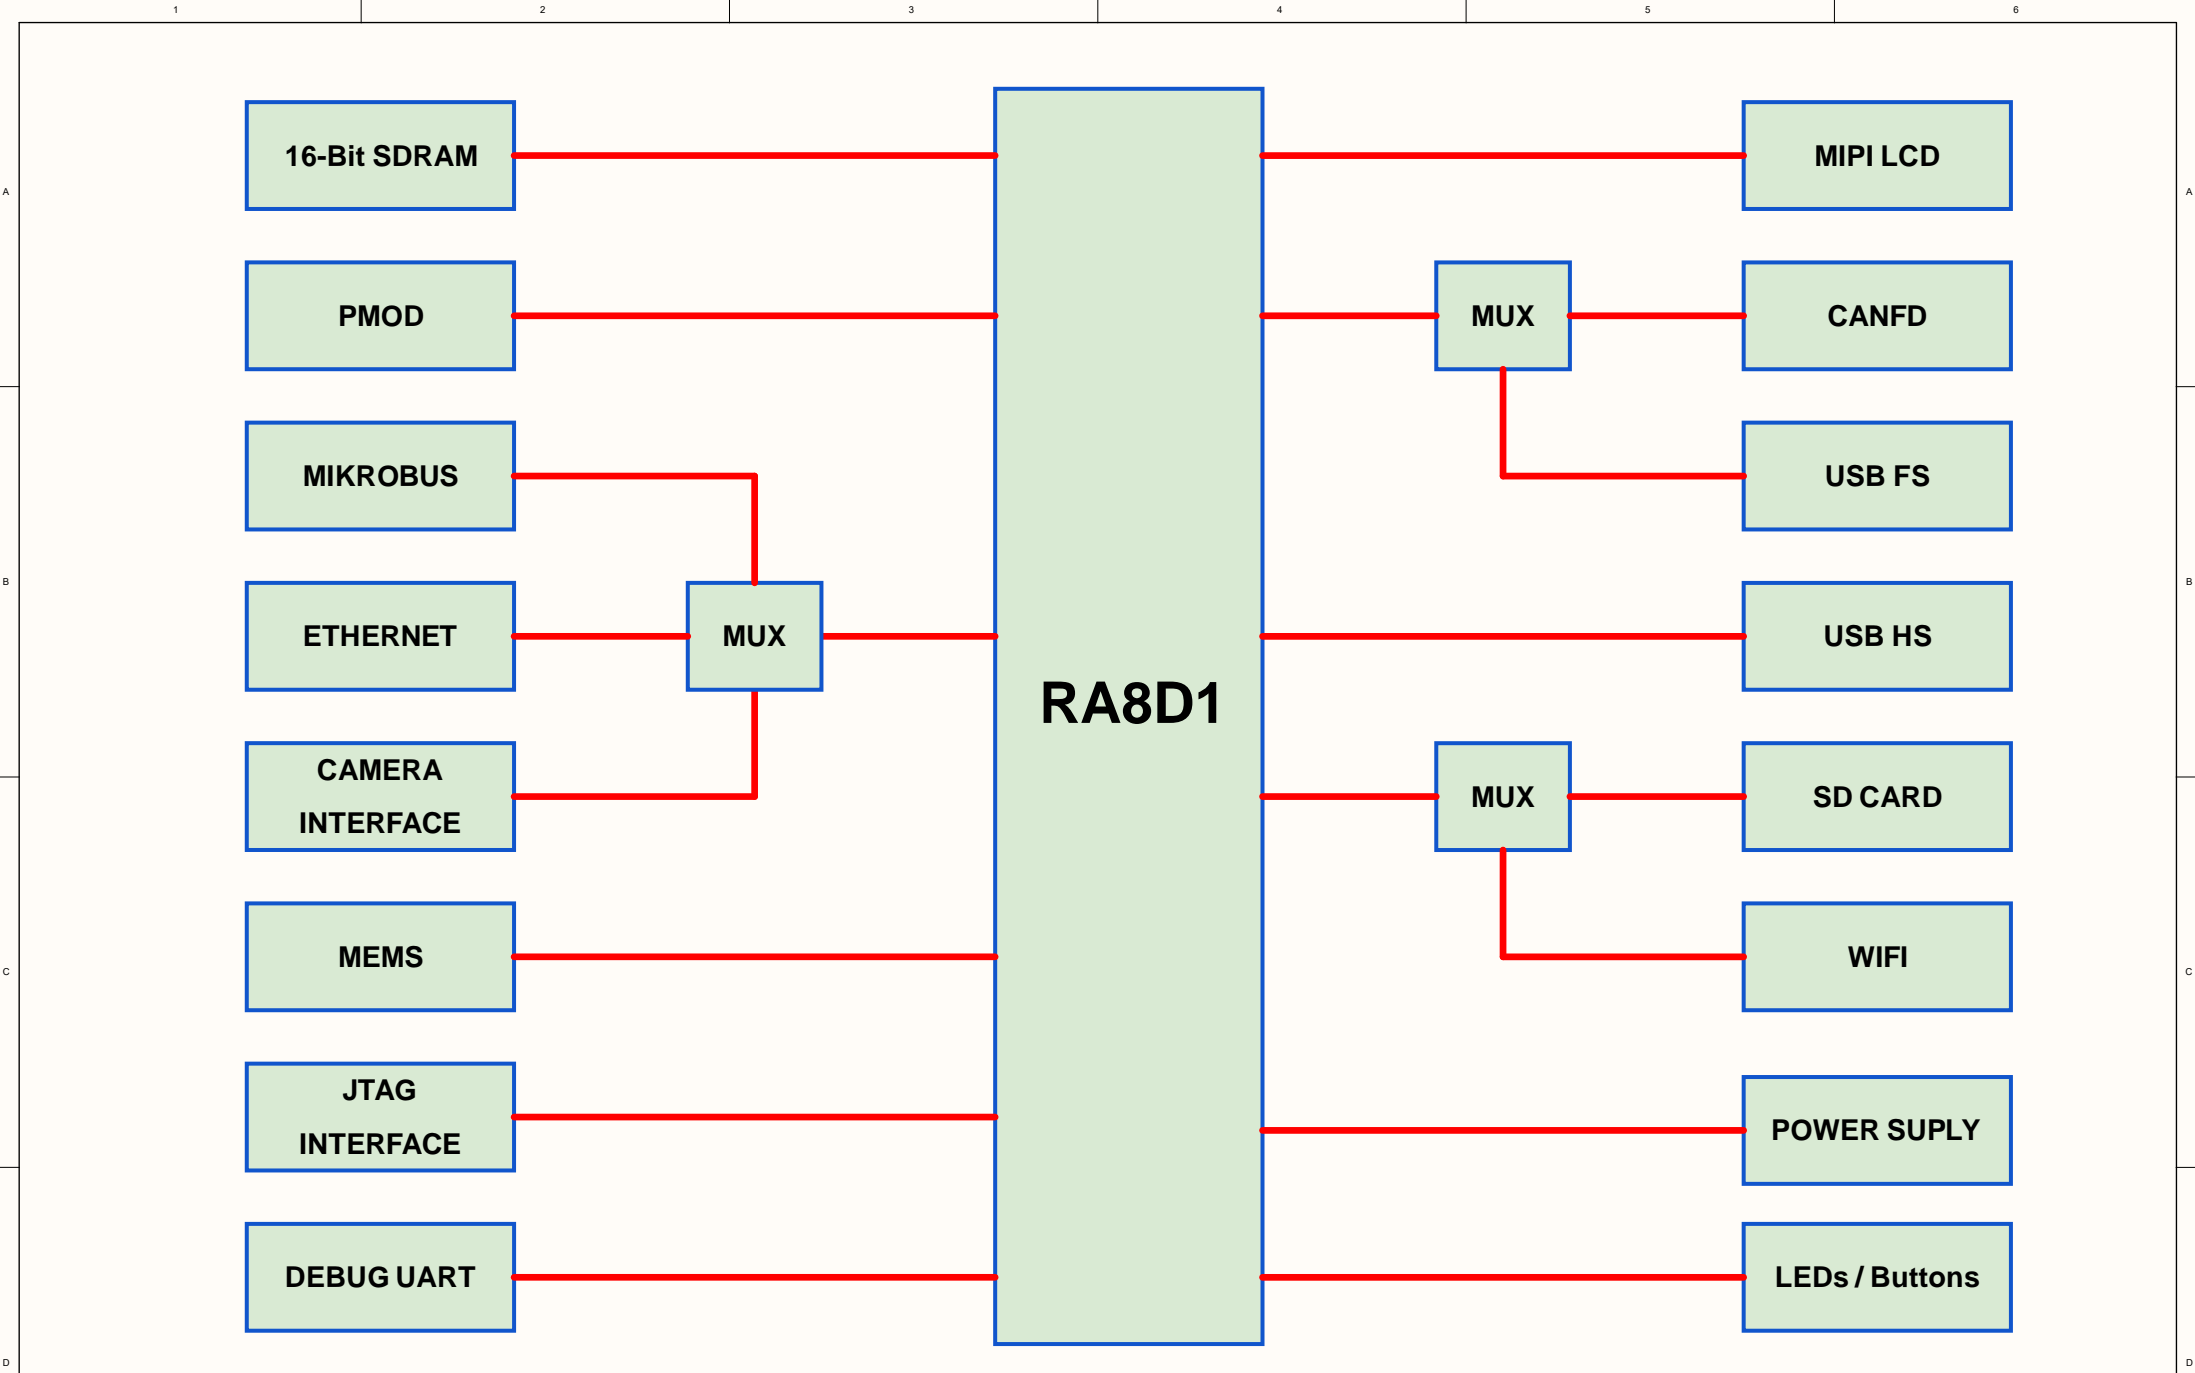 1 2 3 4 5 6
16-Bit SDRAM
MIPI LCD
A
A
PMOD
MUX
CANFD
MIKROBUS
USB FS
B
B
ETHERNET
MUX
USB HS
RA8D1
CAMERA
INTERFACE
MUX
SD CARD
MEMS
WIFI
C
C
JTAG
INTERFACE
POWER SUPLY
DEBUG UART
LEDs / Buttons
D
D